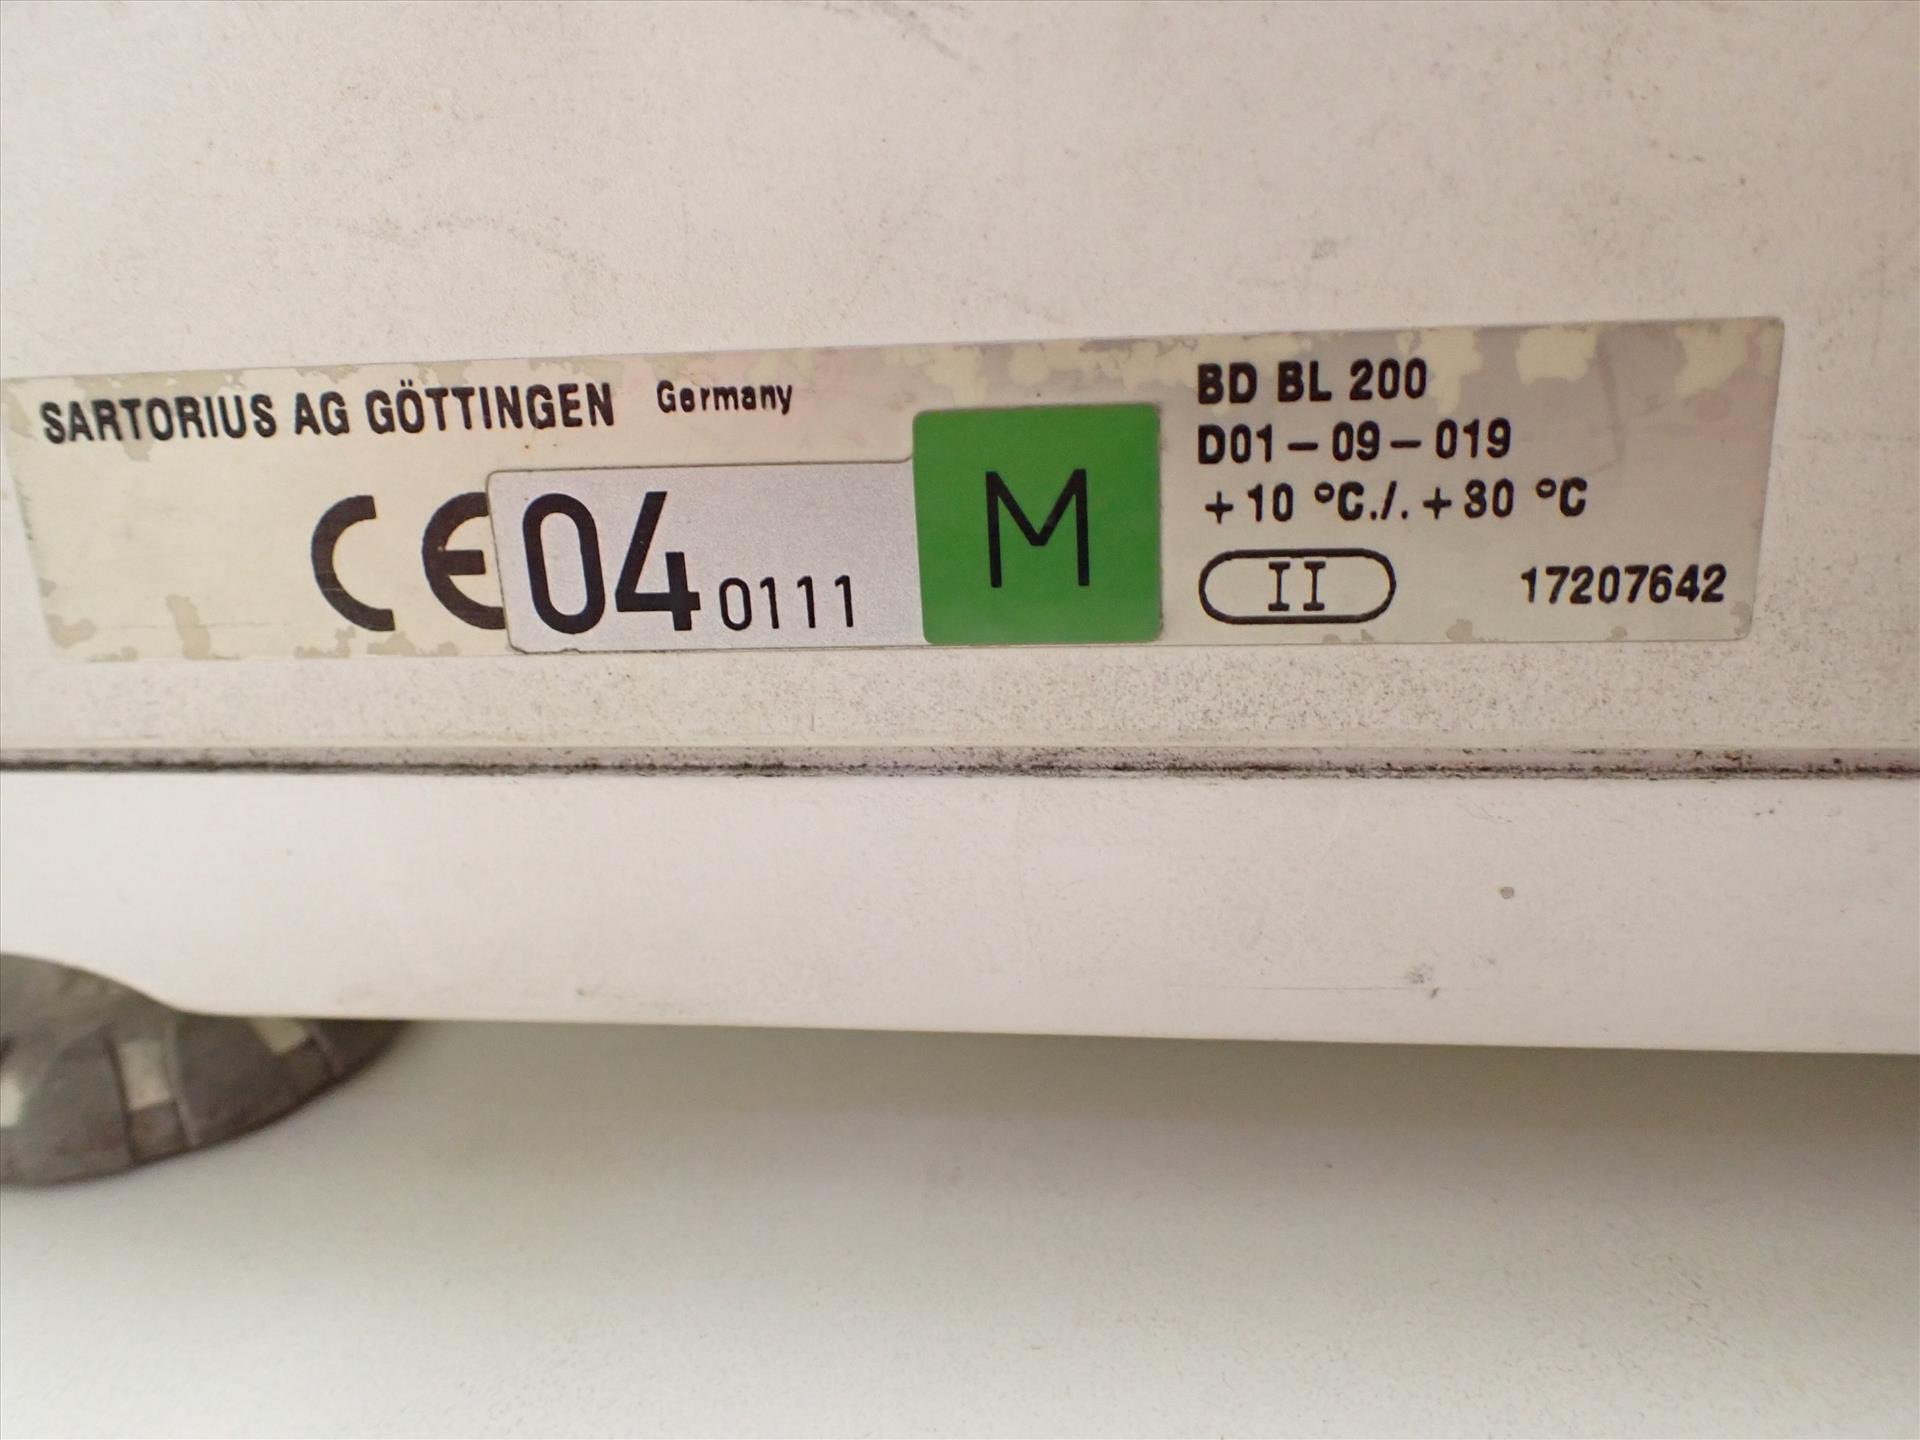 SARTORIUS AG GÖTTINGEN Germany
CE 04 0111 M
BD BL 200
D01-09-019
+10 °C./.+30 °C
II 17207642